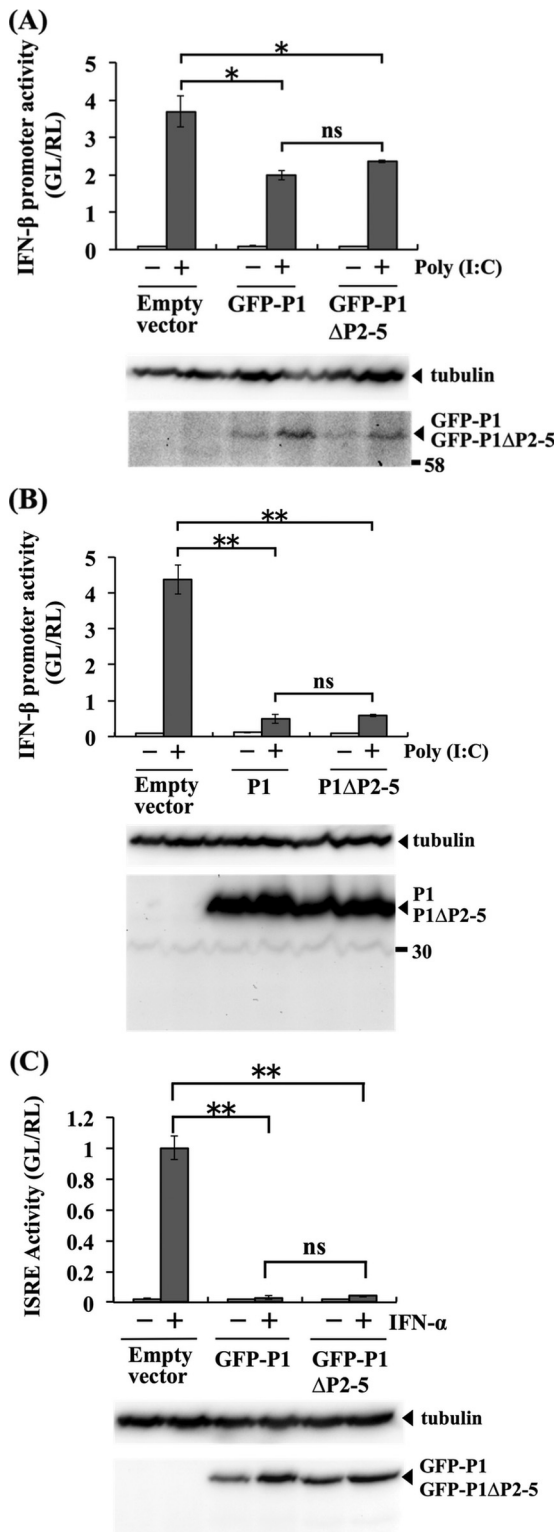 (A)
*
*
ns
IFN-β promoter activity
(GL/RL)
5
4
3
2
1
0
− + − + − + Poly (I:C)
Empty vector
GFP-P1
GFP-P1
ΔP2-5
tubulin
GFP-P1
GFP-P1ΔP2-5
58
(B)
**
**
ns
IFN-β promoter activity
(GL/RL)
5
4
3
2
1
0
− + − + − + Poly (I:C)
Empty vector
P1
P1ΔP2-5
tubulin
P1
P1ΔP2-5
30
(C)
**
**
ns
ISRE Activity (GL/RL)
1.2
1
0.8
0.6
0.4
0.2
0
− + − + − + IFN-α
Empty vector
GFP-P1
GFP-P1
ΔP2-5
tubulin
GFP-P1
GFP-P1ΔP2-5